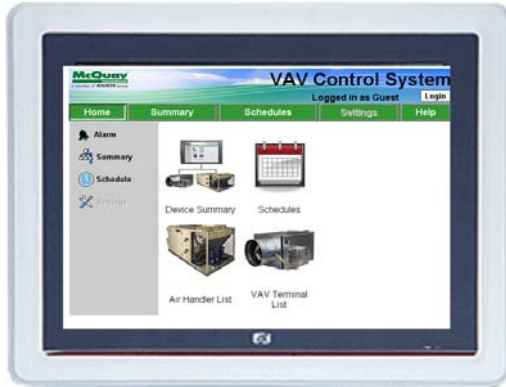 McQuay
VAV Control System
Logged in as Guest Login
Home Summary Schedules Settings Help
Alarm
Summary
Schedule
Settings
Device Summary Schedules
Air Handler List VAV Terminal
List